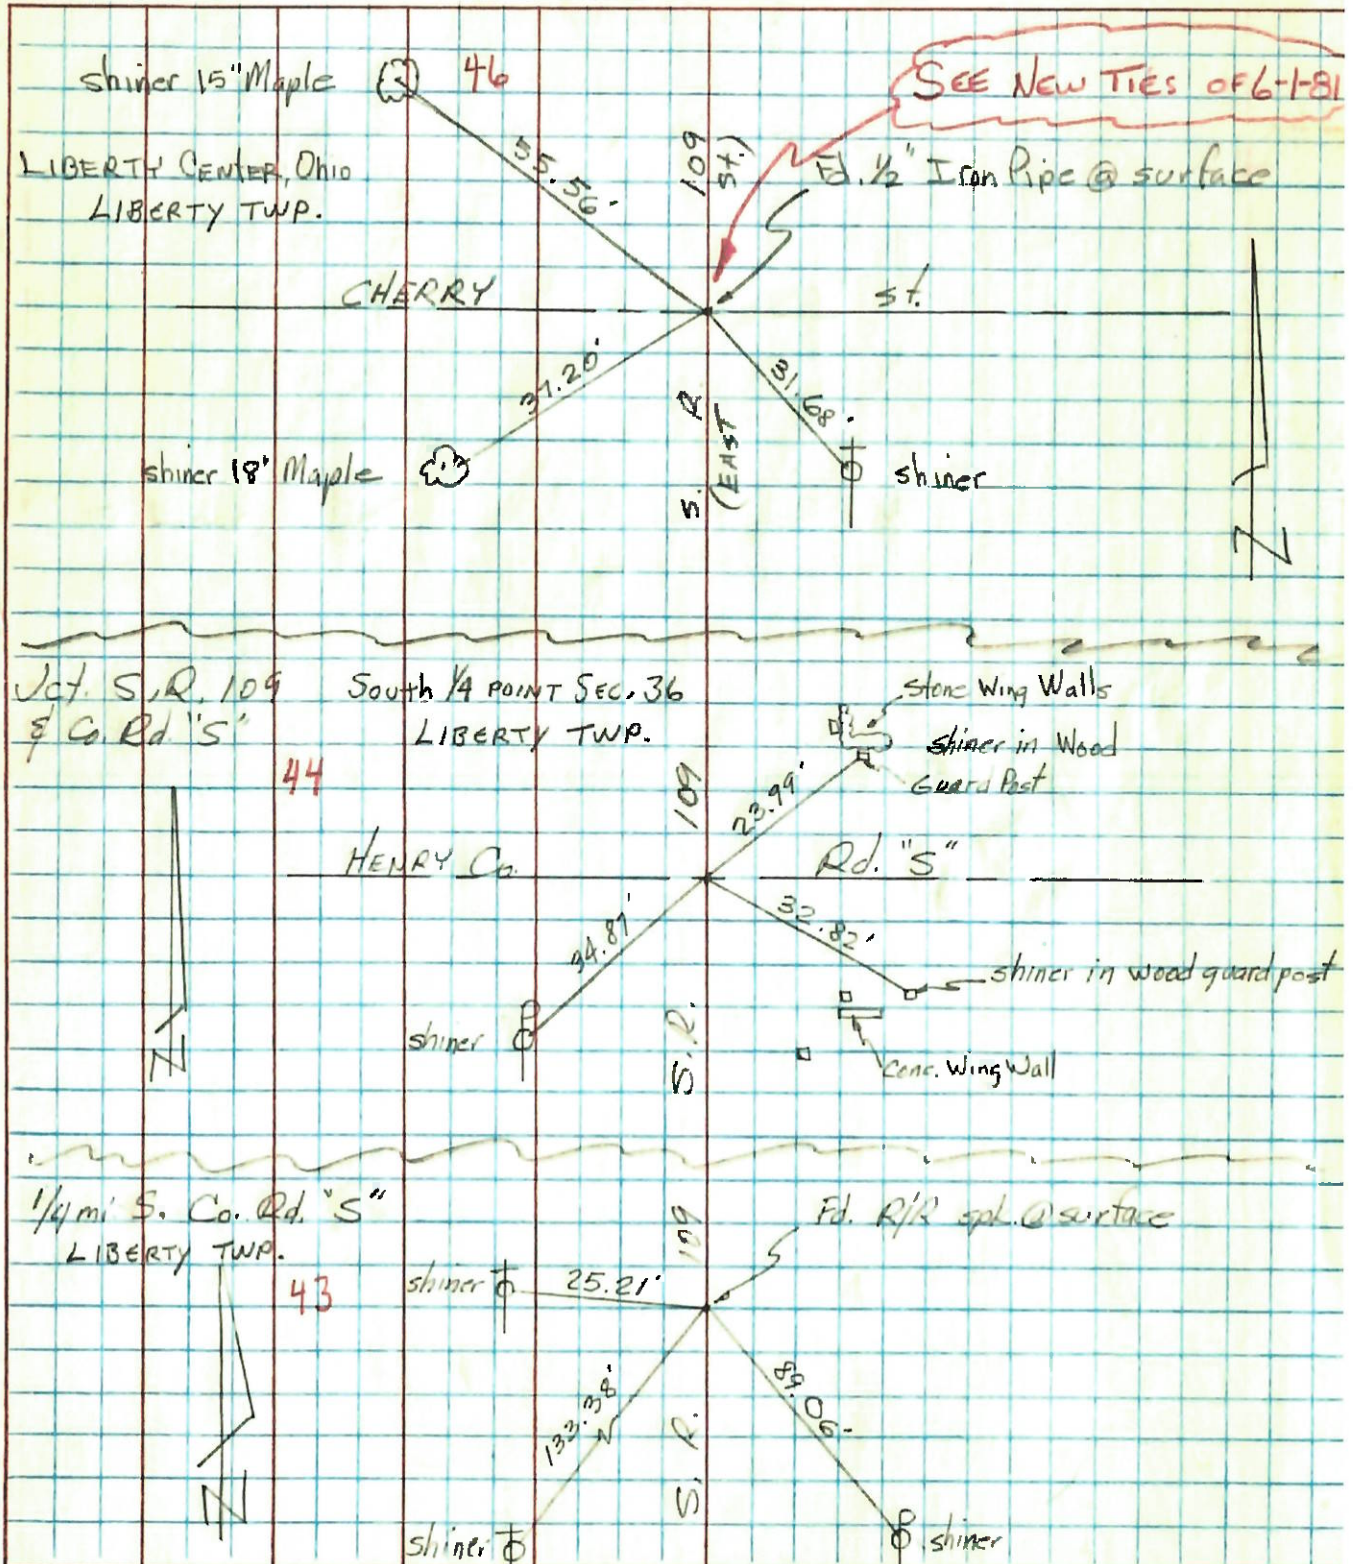 shiner 15" Maple
46
SEE NEW TIES OF 6-1-81
LIBERTY CENTER, Ohio
LIBERTY TWP.
55.56'
109
St.)
Fd. 1/2" Iron Pipe @ surface
CHERRY St.
37.20'
31.68'
S. R.
(EAST
shiner 18" Maple
shiner
N
Jct. S.R. 109
& Co. Rd. "S"
South 1/4 POINT SEC. 36
LIBERTY TWP.
44
stone Wing Walls
shiner in Wood
Guard Post
109
23.99'
HENRY Co. Rd. "S"
34.87'
32.82'
shiner in wood guard post
shiner
S.R.
Conc. Wing Wall
N
1/4 mi S. Co. Rd. "S"
LIBERTY TWP.
43
109
Fd. R/R spk. @ surface
shiner
25.21'
133.38'
89.06'
S. R.
N
shiner
shiner